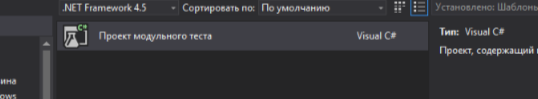 .NET Framework 4.5 Сортировать по: По умолчанию Установлено: Шаблоны
C#
Проект модульного теста Visual C#
Тип: Visual C#
Проект, содержащий
ина
ows